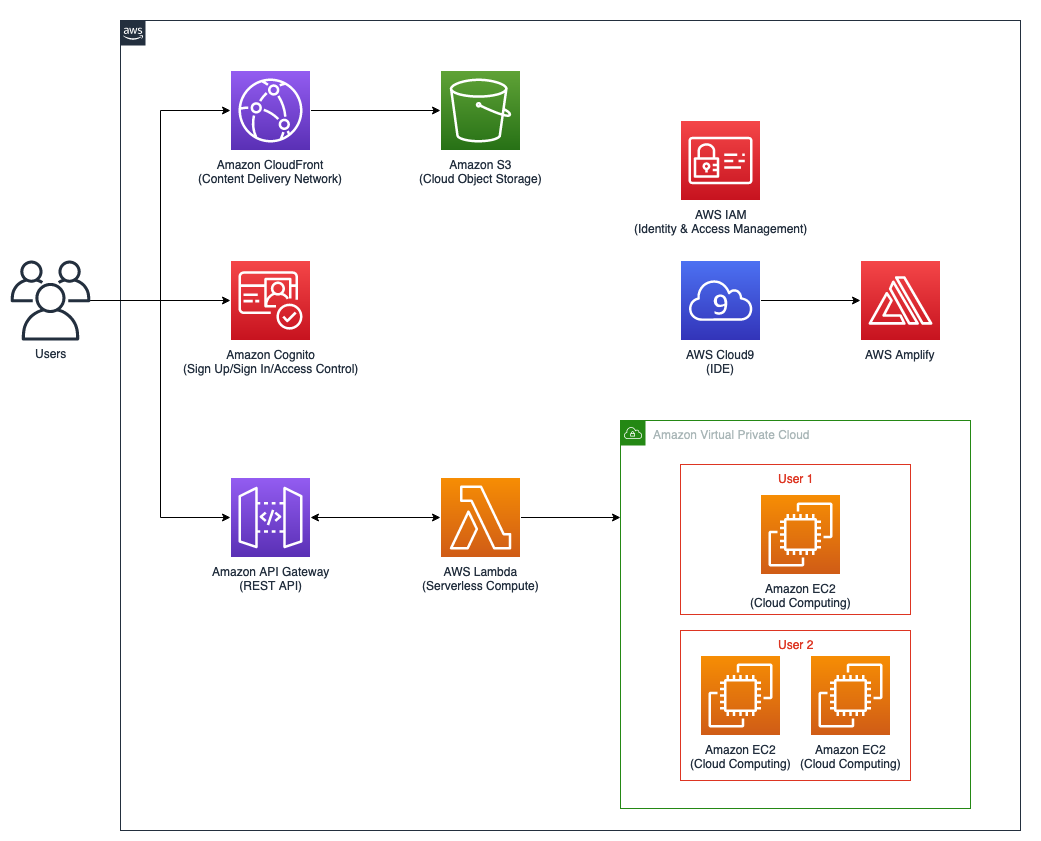 aws
Amazon CloudFront
(Content Delivery Network)
Amazon S3
(Cloud Object Storage)
AWS IAM
(Identity & Access Management)
Users
Amazon Cognito
(Sign Up/Sign In/Access Control)
9
AWS Cloud9
(IDE)
AWS Amplify
</>
Amazon API Gateway
(REST API)
AWS Lambda
(Serverless Compute)
Amazon Virtual Private Cloud
User 1
Amazon EC2
(Cloud Computing)
User 2
Amazon EC2
(Cloud Computing)
Amazon EC2
(Cloud Computing)